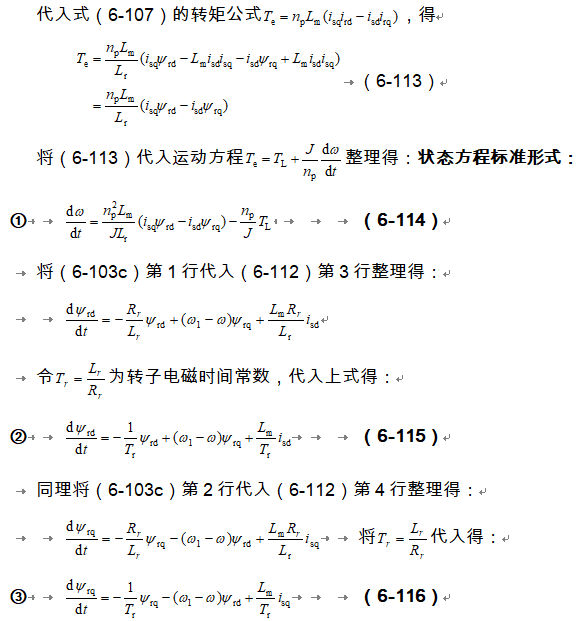 代入式（6-107）的转矩公式 $T_e = n_p L_m (i_{sq} i_{rd} - i_{sd} i_{rq})$ ，得↵
$T_e = \frac{n_p L_m}{L_r} (i_{sq} \psi_{rd} - L_m i_{sd} i_{sq} - i_{sd} \psi_{rq} + L_m i_{sd} i_{sq})$
$= \frac{n_p L_m}{L_r} (i_{sq} \psi_{rd} - i_{sd} \psi_{rq})$ → （6-113）↵
将（6-113）代入运动方程 $T_e = T_L + \frac{J}{n_p} \frac{d\omega}{dt}$ 整理得：状态方程标准形式：
①→ → $\frac{d\omega}{dt} = \frac{n_p^2 L_m}{J L_r} (i_{sq} \psi_{rd} - i_{sd} \psi_{rq}) - \frac{n_p}{J} T_L$ → → → （6-114）↵
→ 将（6-103c）第 1 行代入（6-112）第 3 行整理得：↵
→ → $\frac{d\psi_{rd}}{dt} = -\frac{R_r}{L_r} \psi_{rd} + (\omega_1 - \omega) \psi_{rq} + \frac{L_m R_r}{L_r} i_{sd}$↵
→ 令 $T_r = \frac{L_r}{R_r}$ 为转子电磁时间常数，代入上式得：↵
②→ → $\frac{d\psi_{rd}}{dt} = -\frac{1}{T_r} \psi_{rd} + (\omega_1 - \omega) \psi_{rq} + \frac{L_m}{T_r} i_{sd}$→ → → （6-115）↵
→ 同理将（6-103c）第 2 行代入（6-112）第 4 行整理得：↵
→ → $\frac{d\psi_{rq}}{dt} = -\frac{R_r}{L_r} \psi_{rq} - (\omega_1 - \omega) \psi_{rd} + \frac{L_m R_r}{L_r} i_{sq}$→ → 将 $T_r = \frac{L_r}{R_r}$ 代入得：↵
③→ → $\frac{d\psi_{rq}}{dt} = -\frac{1}{T_r} \psi_{rq} - (\omega_1 - \omega) \psi_{rd} + \frac{L_m}{T_r} i_{sq}$→ → → （6-116）↵